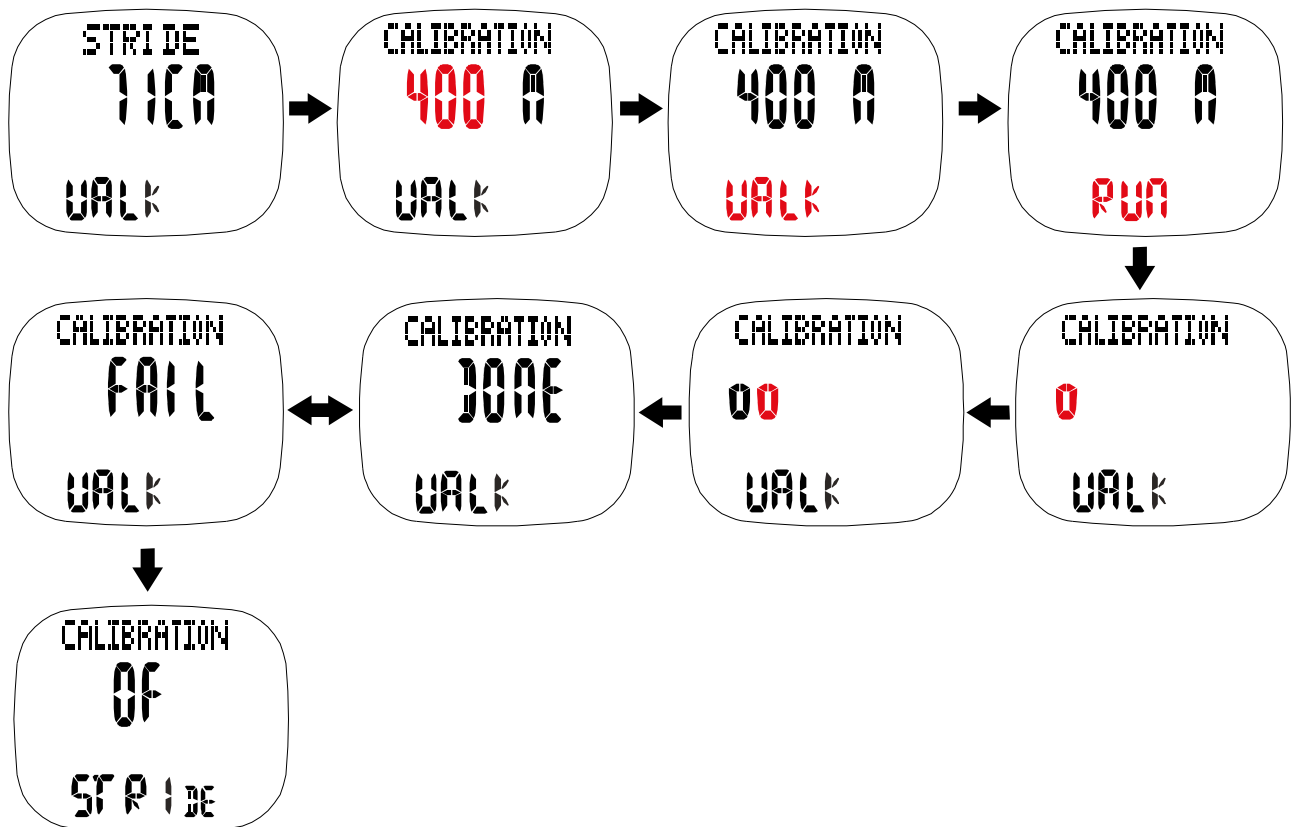 STRIDE
71CM
WALK
CALIBRATION
400 M
WALK
CALIBRATION
400 M
WALK
CALIBRATION
400 M
RUN
CALIBRATION
FAIL
WALK
CALIBRATION
DONE
WALK
CALIBRATION
00
WALK
CALIBRATION
0
WALK
CALIBRATION
OF
STRIDE